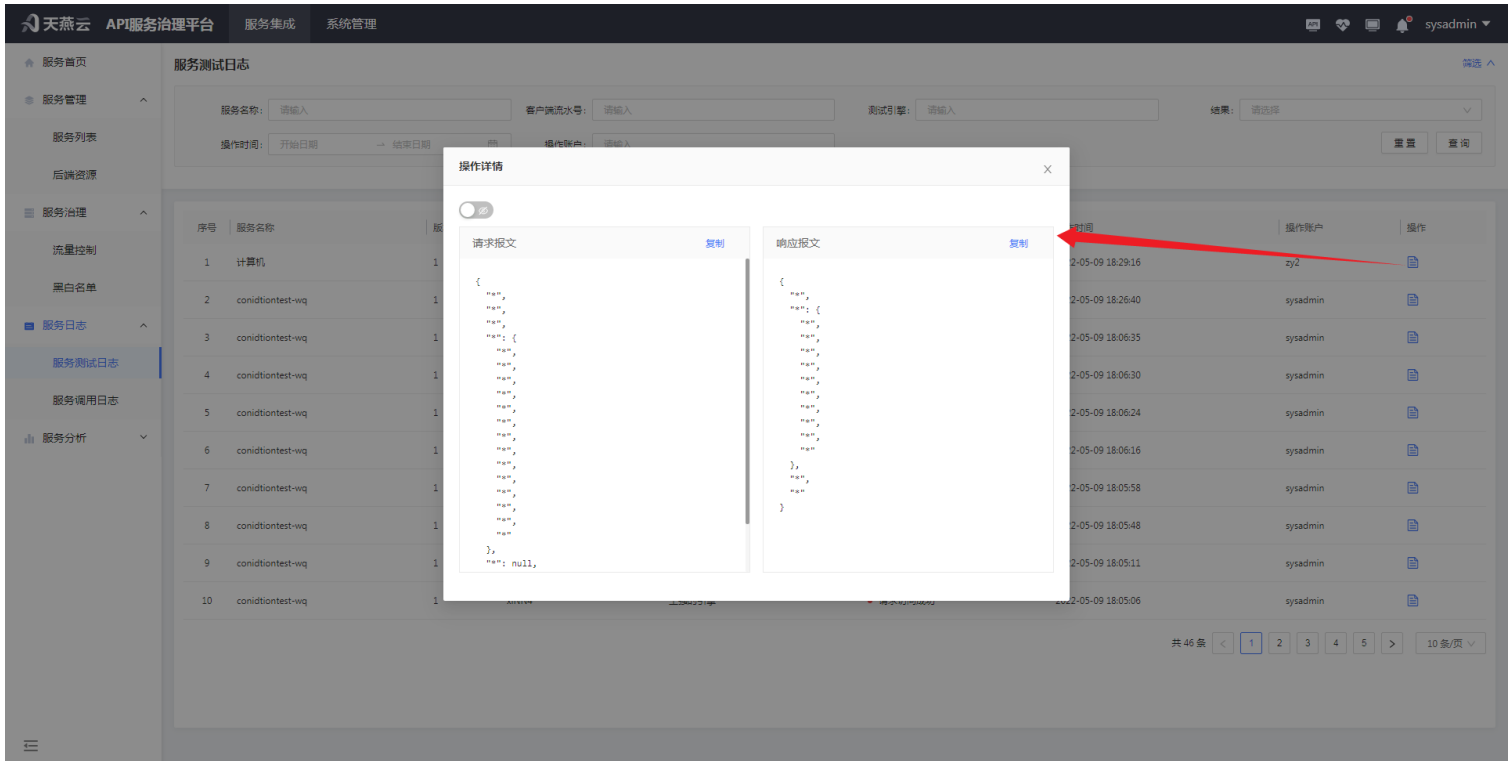 天燕云 API服务治理平台 服务集成 系统管理 sysadmin
服务首页
服务管理
服务列表
后端资源
服务治理
流量控制
黑白名单
服务日志
服务测试日志
服务调用日志
服务分析
服务测试日志 筛选
服务名称: 请输入 客户端流水号: 请输入 测试引擎: 请输入 结果: 请选择
操作时间: 开始日期 → 结束日期 操作账户: 请输入 重置 查询
序号 服务名称 操作账户 操作
1 计算机 1 2-05-09 18:29:16 zy2
2 conidtiontest-wq 1 2-05-09 18:26:40 sysadmin
3 conidtiontest-wq 1 2-05-09 18:06:35 sysadmin
4 conidtiontest-wq 1 2-05-09 18:06:30 sysadmin
5 conidtiontest-wq 1 2-05-09 18:06:24 sysadmin
6 conidtiontest-wq 1 2-05-09 18:06:16 sysadmin
7 conidtiontest-wq 1 2-05-09 18:05:58 sysadmin
8 conidtiontest-wq 1 2-05-09 18:05:48 sysadmin
9 conidtiontest-wq 1 2-05-09 18:05:11 sysadmin
10 conidtiontest-wq 1 2022-05-09 18:05:06 sysadmin
共 46 条 < 1 2 3 4 5 > 10 条/页
操作详情
请求报文 复制
{
"*",
"*",
"*",
"*": {
"*",
"*",
"*",
"*",
"*",
"*",
"*",
"*",
"*",
"*",
"*",
"*",
"*",
"*"
},
"*": null,
响应报文 复制
{
"*",
"*": {
"*",
"*",
"*",
"*",
"*",
"*",
"*",
"*",
"*",
"*"
},
"*",
"*"
}